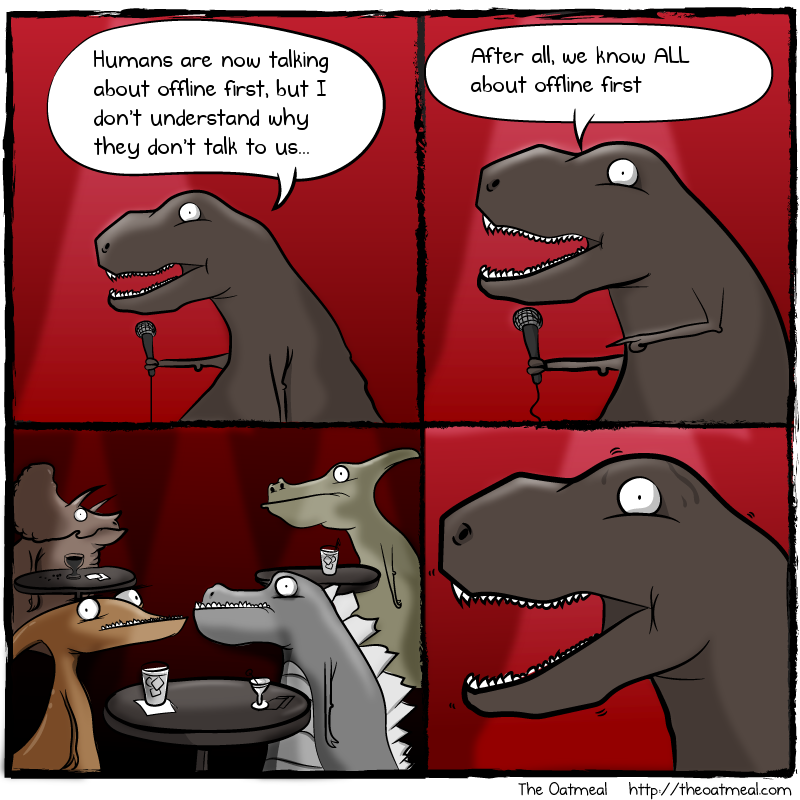 Humans are now talking
about offline first, but I
don't understand why
they don't talk to us...
After all, we know ALL
about offline first
The Oatmeal http://theoatmeal.com